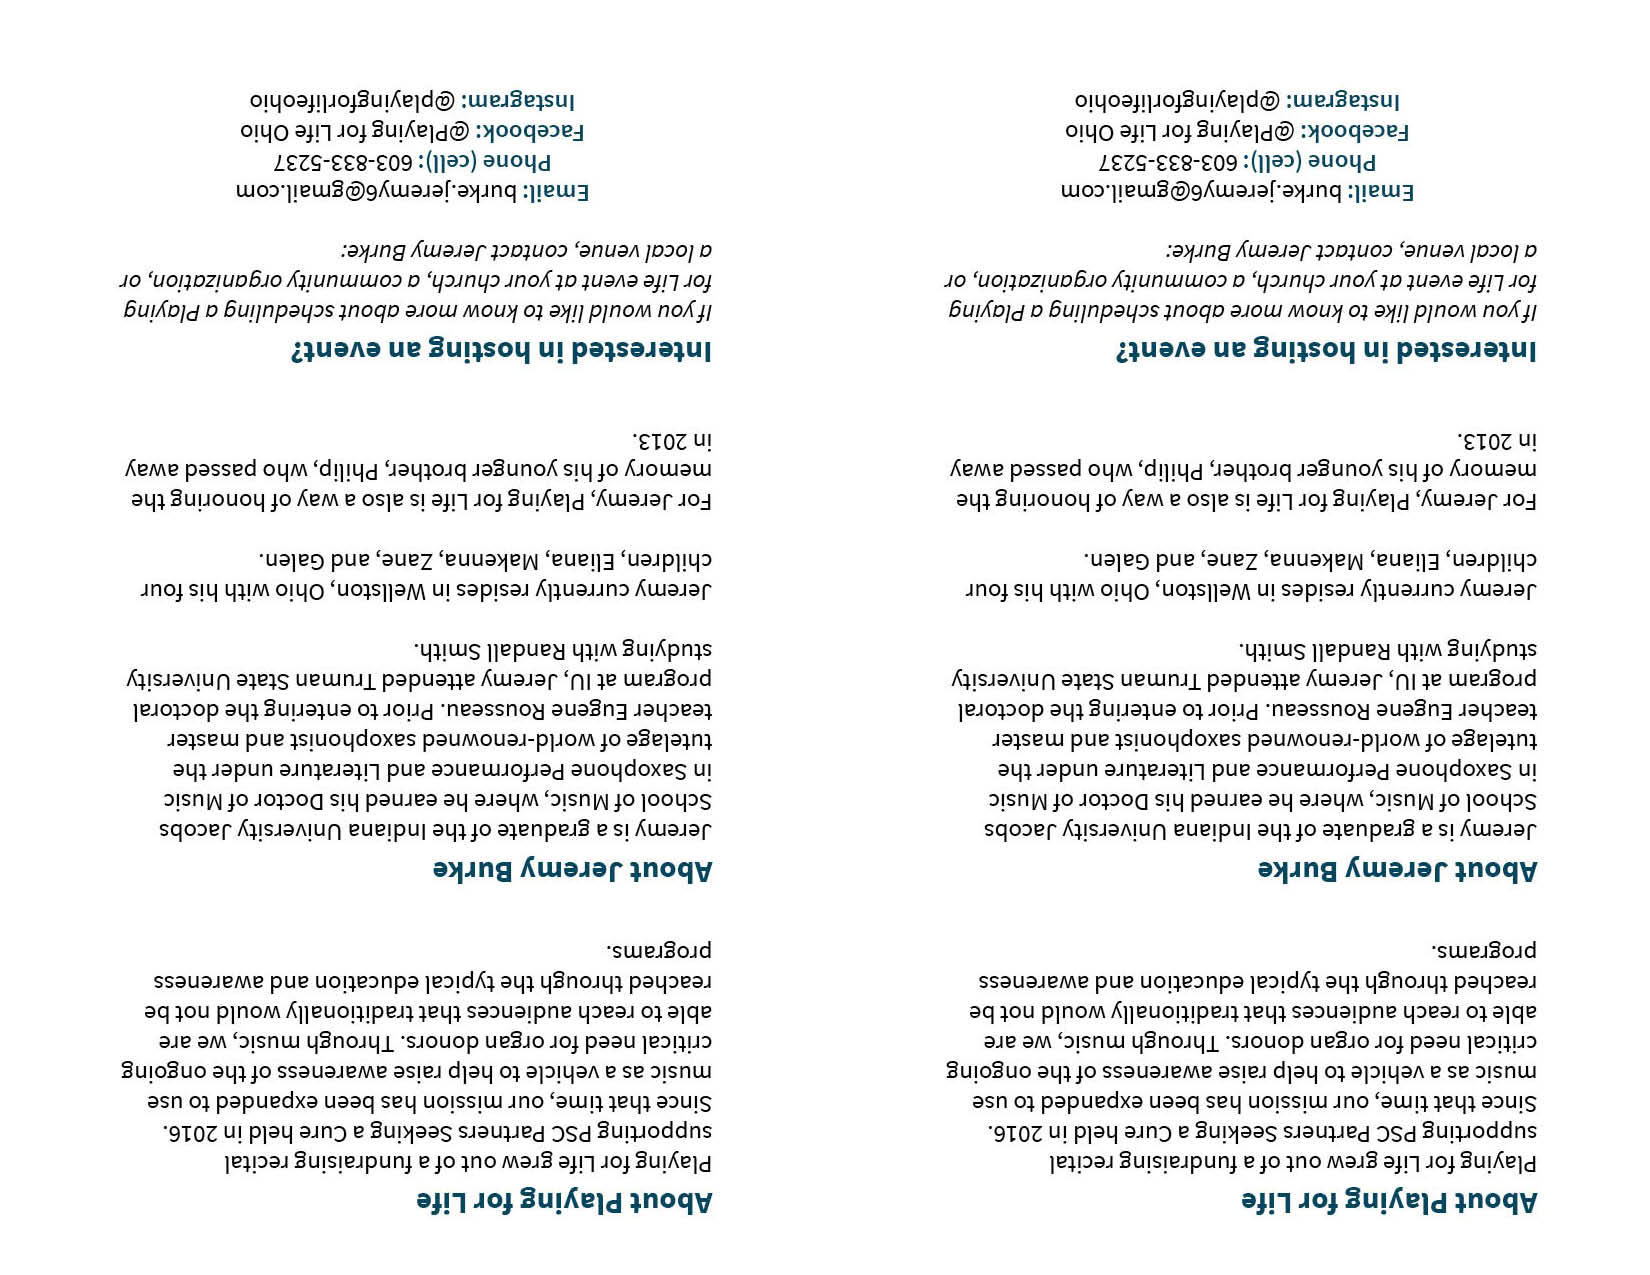 About Playing for Life
Playing for Life grew out of a fundraising recital
supporting PSC Partners Seeking a Cure held in 2016.
Since that time, our mission has been expanded to use
music as a vehicle to help raise awareness of the ongoing
critical need for organ donors. Through music, we are
able to reach audiences that traditionally would not be
reached through the typical education and awareness
programs.
About Jeremy Burke
Jeremy is a graduate of the Indiana University Jacobs
School of Music, where he earned his Doctor of Music
in Saxophone Performance and Literature under the
tutelage of world-renowned saxophonist and master
teacher Eugene Rousseau. Prior to entering the doctoral
program at IU, Jeremy attended Truman State University
studying with Randall Smith.
Jeremy currently resides in Wellston, Ohio with his four
children, Eliana, Makenna, Zane, and Galen.
For Jeremy, Playing for Life is also a way of honoring the
memory of his younger brother, Philip, who passed away
in 2013.
Interested in hosting an event?
If you would like to know more about scheduling a Playing
for Life event at your church, a community organization, or
a local venue, contact Jeremy Burke:
Email: burke.jeremy6@gmail.com
Phone (cell): 603-833-5237
Facebook: @Playing for Life Ohio
Instagram: @playingforlifeohio
About Playing for Life
Playing for Life grew out of a fundraising recital
supporting PSC Partners Seeking a Cure held in 2016.
Since that time, our mission has been expanded to use
music as a vehicle to help raise awareness of the ongoing
critical need for organ donors. Through music, we are
able to reach audiences that traditionally would not be
reached through the typical education and awareness
programs.
About Jeremy Burke
Jeremy is a graduate of the Indiana University Jacobs
School of Music, where he earned his Doctor of Music
in Saxophone Performance and Literature under the
tutelage of world-renowned saxophonist and master
teacher Eugene Rousseau. Prior to entering the doctoral
program at IU, Jeremy attended Truman State University
studying with Randall Smith.
Jeremy currently resides in Wellston, Ohio with his four
children, Eliana, Makenna, Zane, and Galen.
For Jeremy, Playing for Life is also a way of honoring the
memory of his younger brother, Philip, who passed away
in 2013.
Interested in hosting an event?
If you would like to know more about scheduling a Playing
for Life event at your church, a community organization, or
a local venue, contact Jeremy Burke:
Email: burke.jeremy6@gmail.com
Phone (cell): 603-833-5237
Facebook: @Playing for Life Ohio
Instagram: @playingforlifeohio